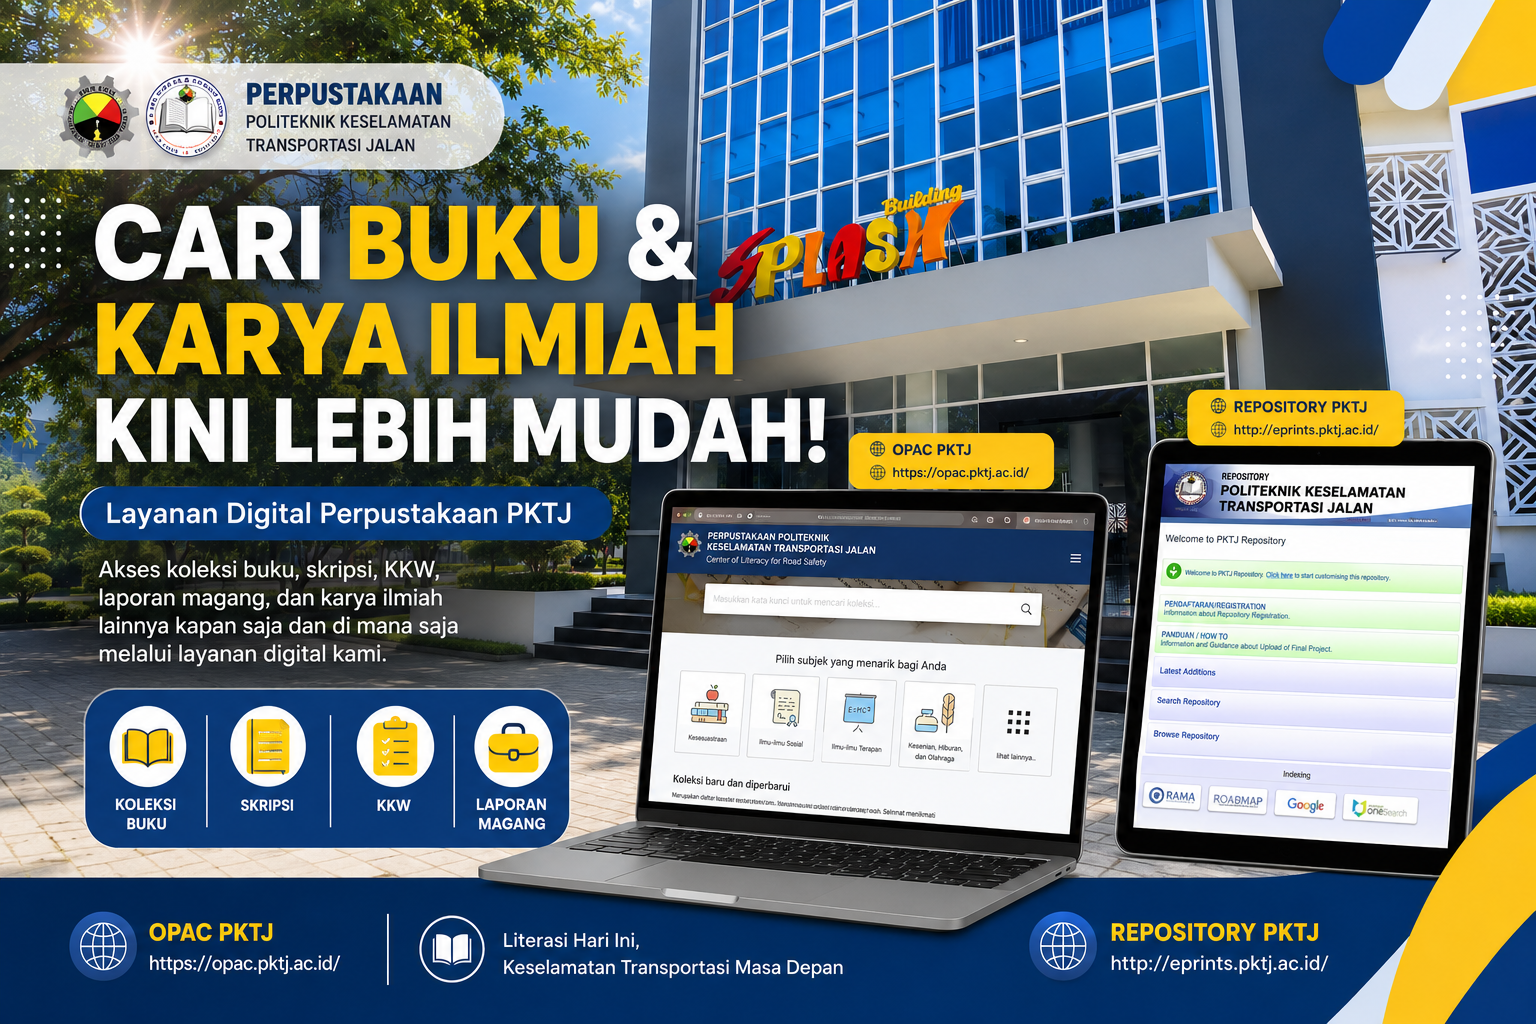 PERPUSTAKAAN
POLITEKNIK KESELAMATAN
TRANSPORTASI JALAN
CARI BUKU &
KARYA ILMIAH
KINI LEBIH MUDAH!
Building
SPLASH
Layanan Digital Perpustakaan PKTJ
Akses koleksi buku, skripsi, KKW,
laporan magang, dan karya ilmiah
lainnya kapan saja dan di mana saja
melalui layanan digital kami.
KOLEKSI
BUKU
SKRIPSI
KKW
LAPORAN
MAGANG
OPAC PKTJ
https://opac.pktj.ac.id/
PERPUSTAKAAN POLITEKNIK
KESELAMATAN TRANSPORTASI JALAN
Center of Literacy for Road Safety
Masukkan kata kunci untuk mencari koleksi...
Pilih subjek yang menarik bagi Anda
Kesusastraan
Ilmu-ilmu Sosial
E=MC²
Ilmu-ilmu Terapan
Kesenian, Hiburan,
dan Olahraga
lihat lainnya..
Koleksi baru dan diperbarui
Merupakan daftar koleksi
REPOSITORY PKTJ
http://eprints.pktj.ac.id/
REPOSITORY
POLITEKNIK KESELAMATAN
TRANSPORTASI JALAN
Welcome to PKTJ Repository
Welcome to PKTJ Repository. Click here to start customising this repository.
PENDAFTARAN/REGISTRATION
Information about Repository Registration.
PANDUAN / HOW TO
Information and Guidance about Upload of Final Project.
Latest Additions
Search Repository
Browse Repository
Indexing
RAMA
ROADMAP
Google
oneSearch
OPAC PKTJ
https://opac.pktj.ac.id/
Literasi Hari Ini,
Keselamatan Transportasi Masa Depan
REPOSITORY PKTJ
http://eprints.pktj.ac.id/